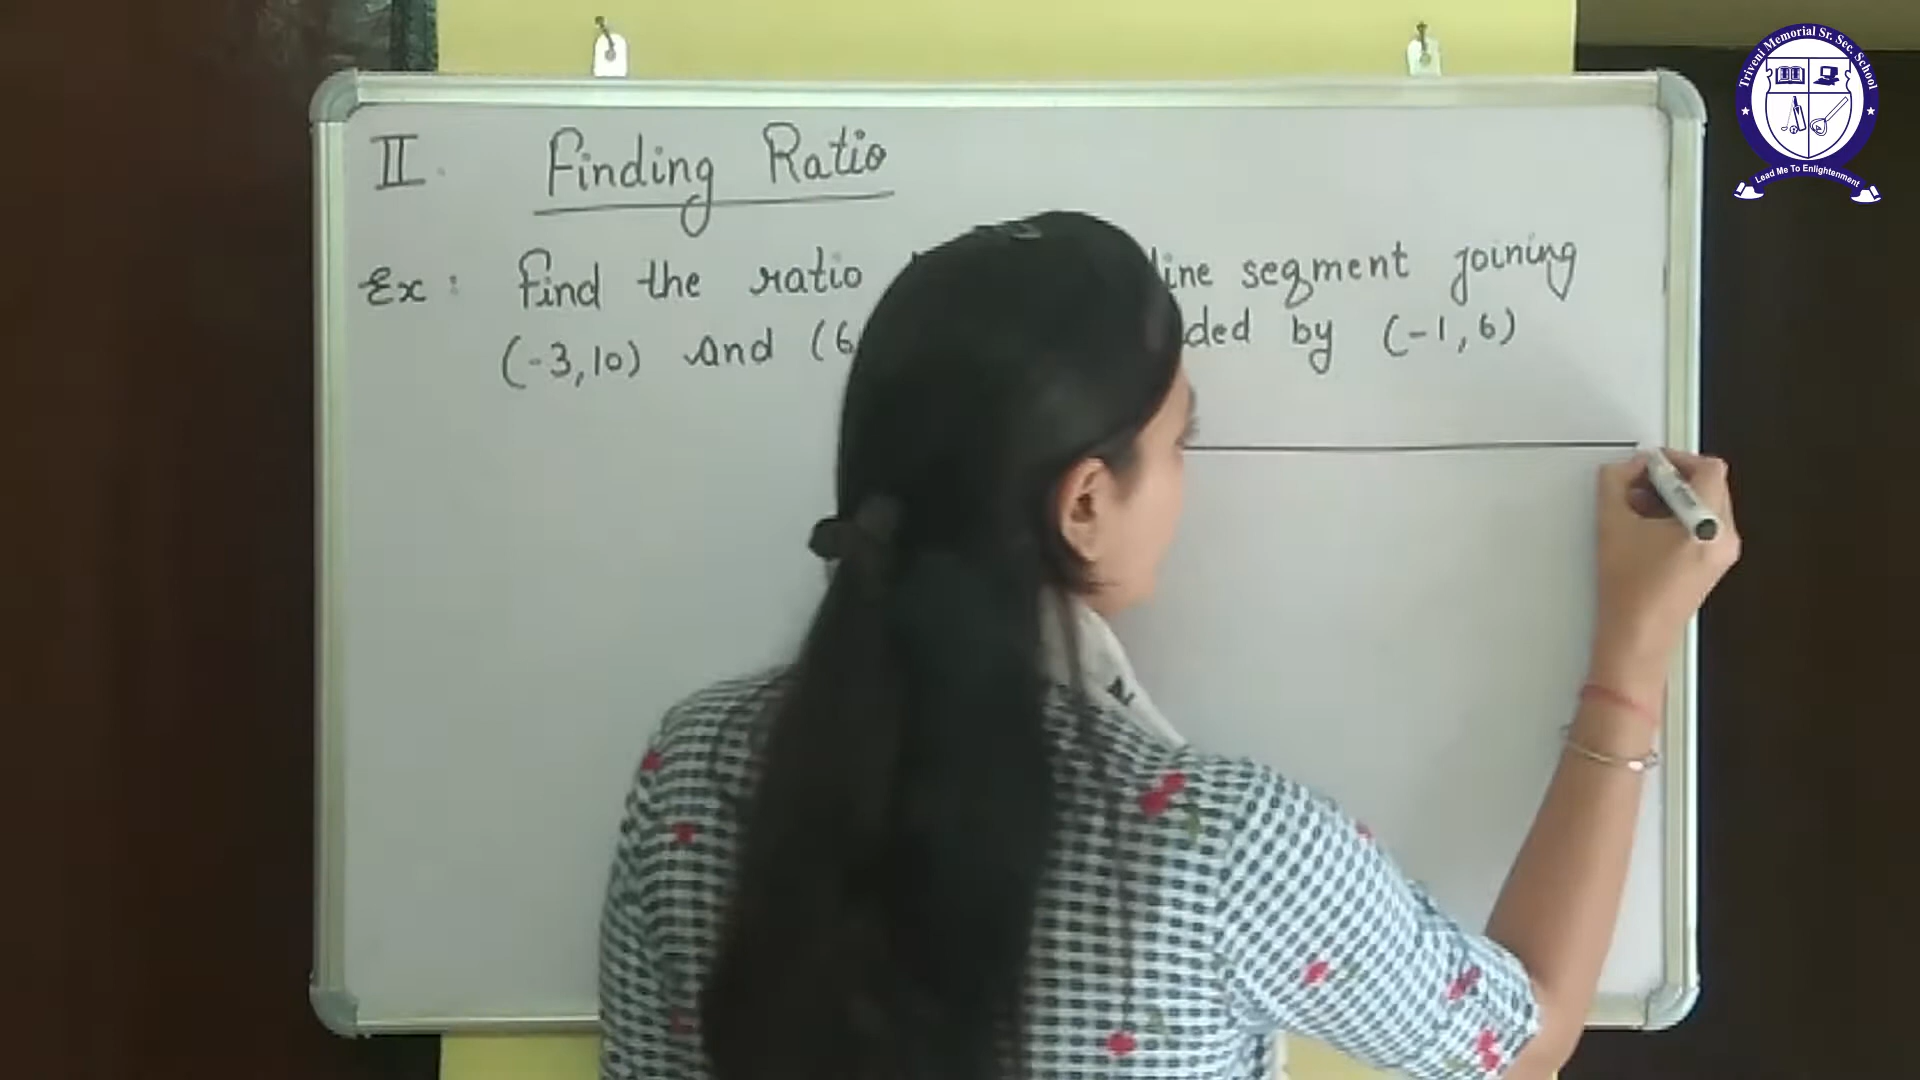 II. Finding Ratio
Ex: Find the ratio line segment joining
(-3,10) and (6 ded by (-1,6)
Triveni Memorial Sr. Sec. School
Lead Me To Enlightenment